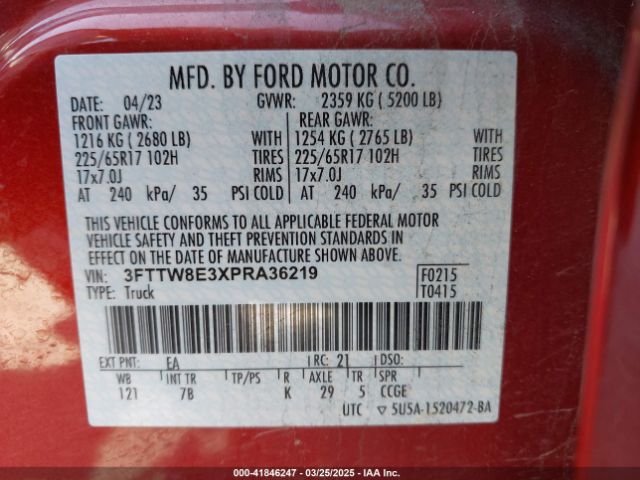 MFD. BY FORD MOTOR CO.
DATE: 04/23 GVWR: 2359 KG ( 5200 LB)
FRONT GAWR: REAR GAWR:
1216 KG ( 2680 LB) WITH 1254 KG ( 2765 LB) WITH
225/65R17 102H TIRES 225/65R17 102H TIRES
17x7.0J RIMS 17x7.0J RIMS
AT 240 kPa/ 35 PSI COLD AT 240 kPa/ 35 PSI COLD
THIS VEHICLE CONFORMS TO ALL APPLICABLE FEDERAL MOTOR
VEHICLE SAFETY AND THEFT PREVENTION STANDARDS IN
EFFECT ON THE DATE OF MANUFACTURE SHOWN ABOVE.
VIN: 3FTTW8E3XPRA36219 F0215
TYPE: Truck T0415
EXT PNT: EA RC: 21 DSO:
WB INT TR TP/PS R AXLE TR SPR
121 7B K 29 5 CCGE
UTC ▽ 5U5A-1520472-BA
000-41846247 - 03/25/2025 - IAA Inc.